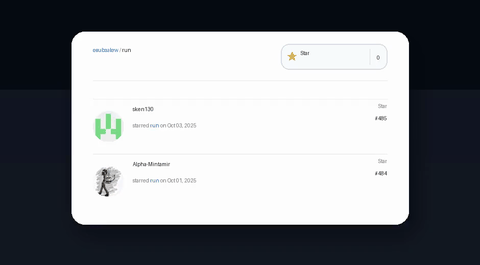 / run
Star
0
Star
sken130
#485
starred run on Oct 03, 2025
Star
Alpha-Mintamir
#484
starred run on Oct 01, 2025